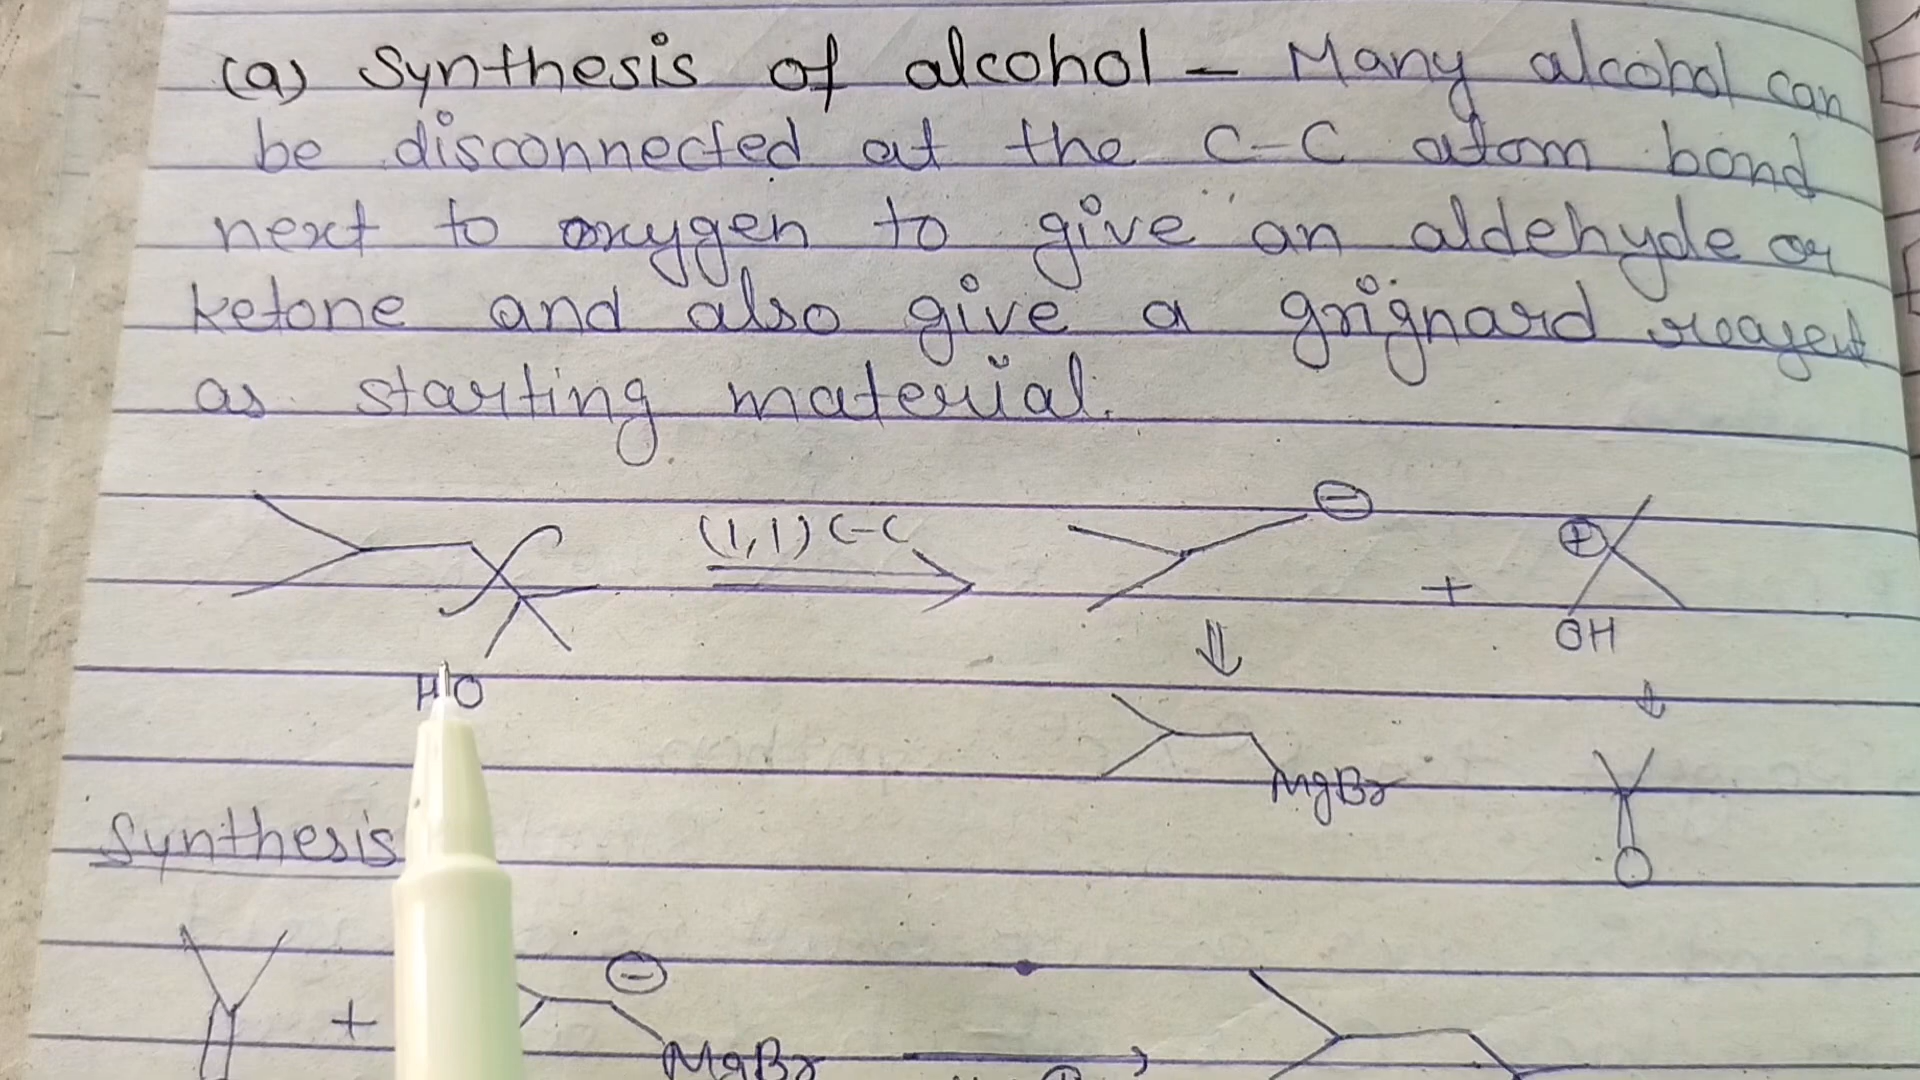 (a) Synthesis of alcohol – Many alcohol can
be disconnected at the C-C atom bond
next to oxygen to give an aldehyde or
ketone and also give a grignard reagent
as starting material.
(1,1) C-C
⊖
⊕
+
OH
HO
MgBr
O
Synthesis
⊖
+
MgBr